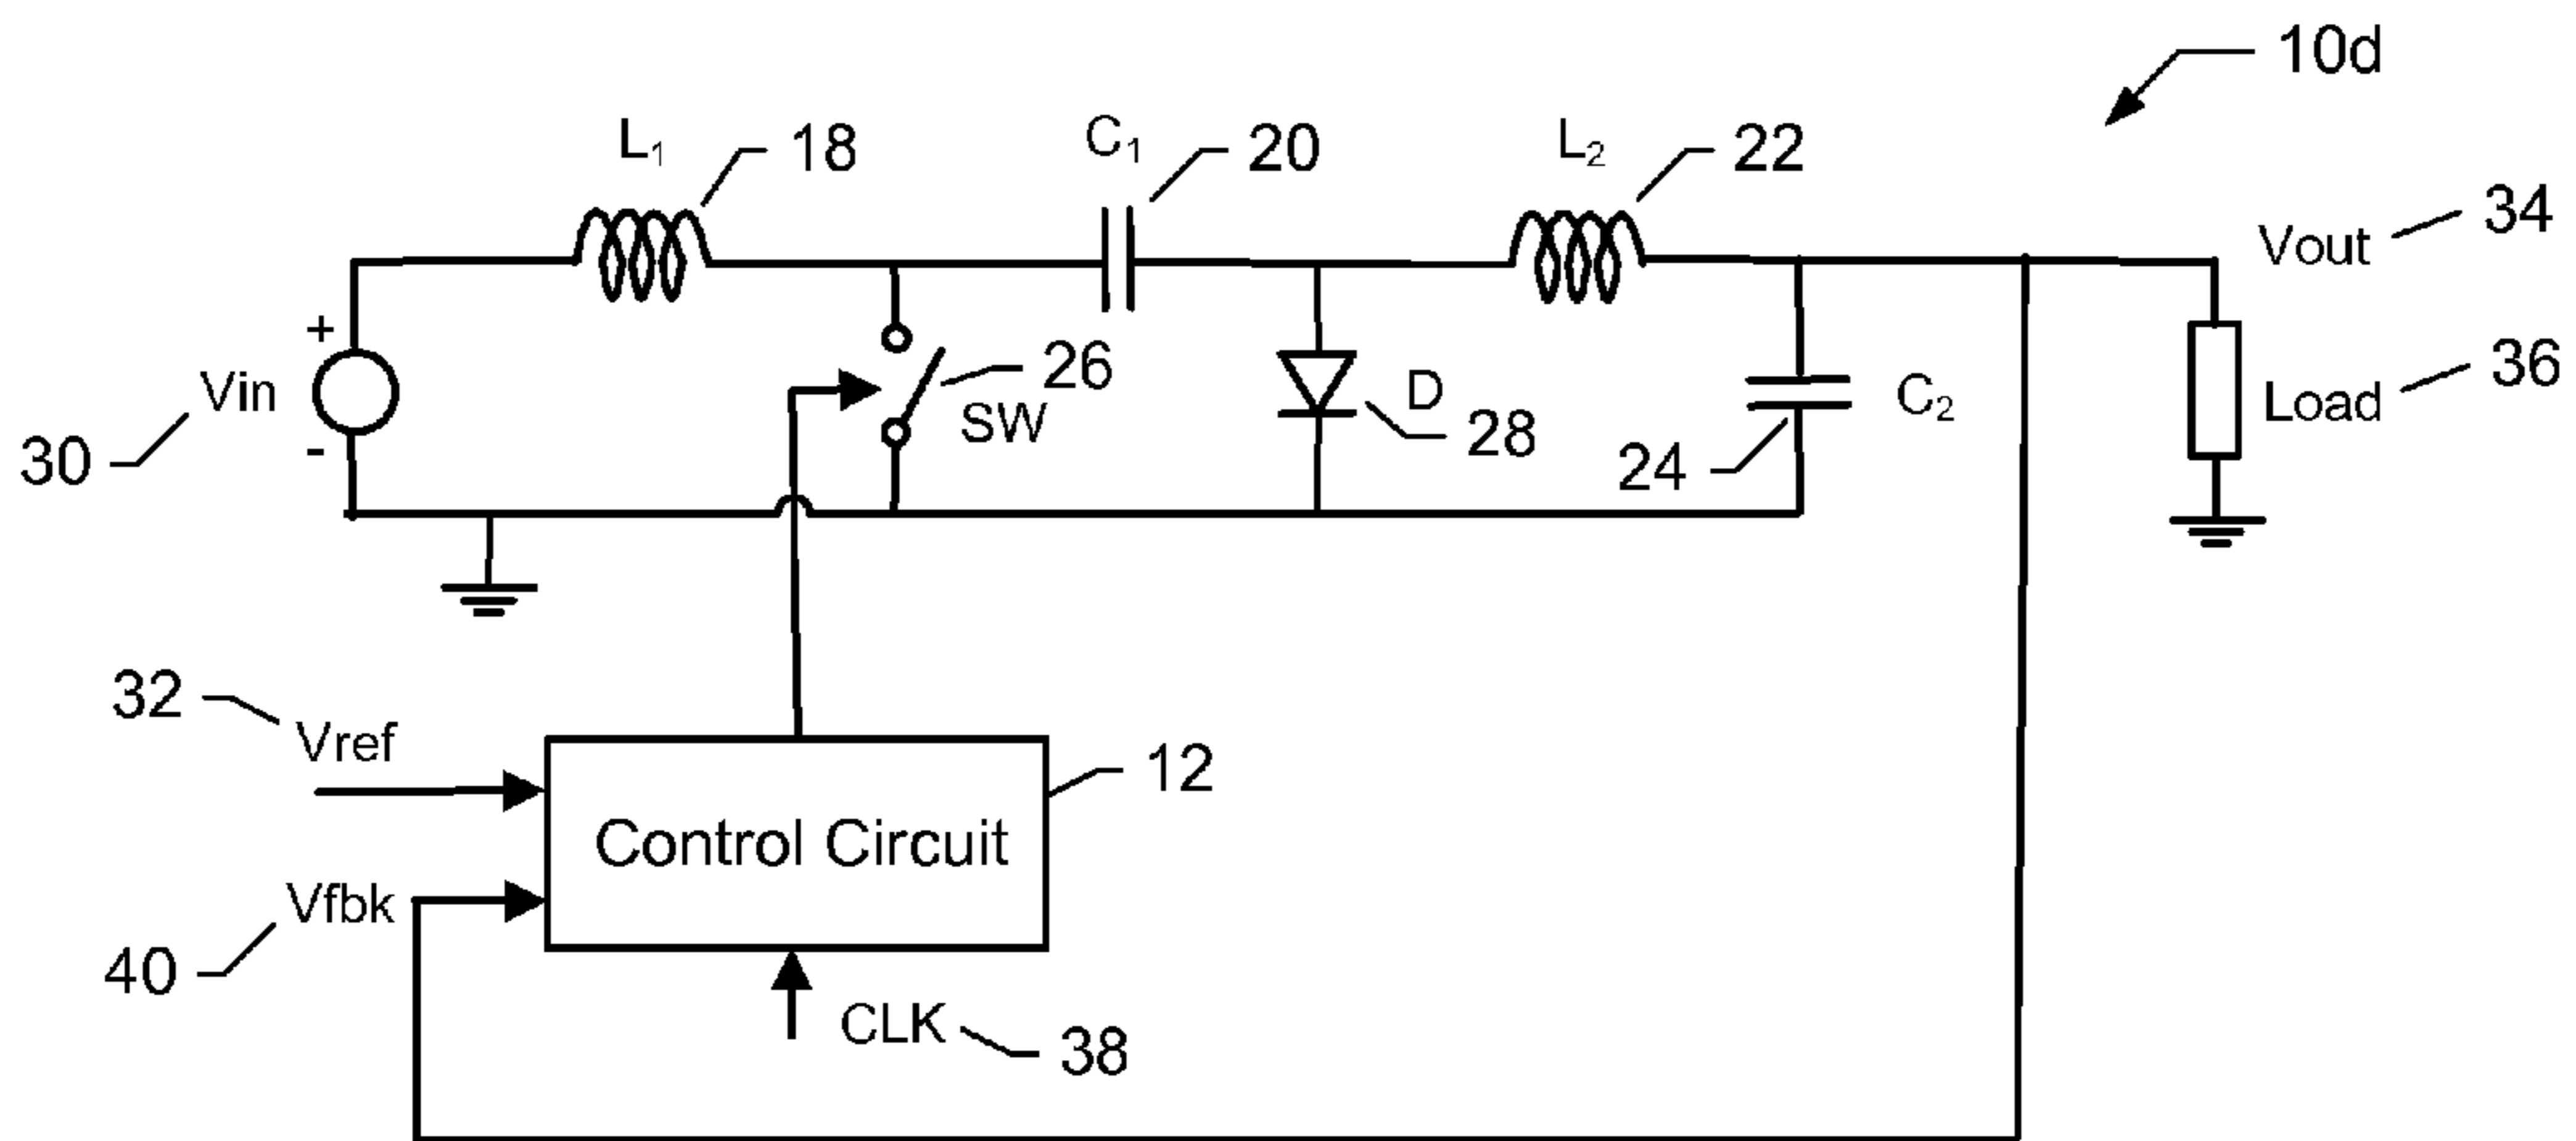 10d
L₁
18
C₁
20
L₂
22
Vout
34
+
Vin
-
30
26
SW
D
28
C₂
24
Load
36
32
Vref
12
Control Circuit
Vfbk
40
CLK
38